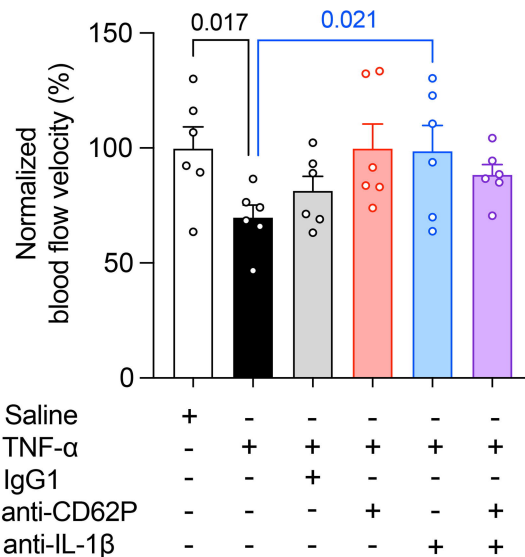 0.017
0.021
150
100
50
0
Normalized
blood flow velocity (%)
Saline + - - - - -
TNF-α - + + + + +
IgG1 - - + - - -
anti-CD62P - - - + - +
anti-IL-1β - - - - + +